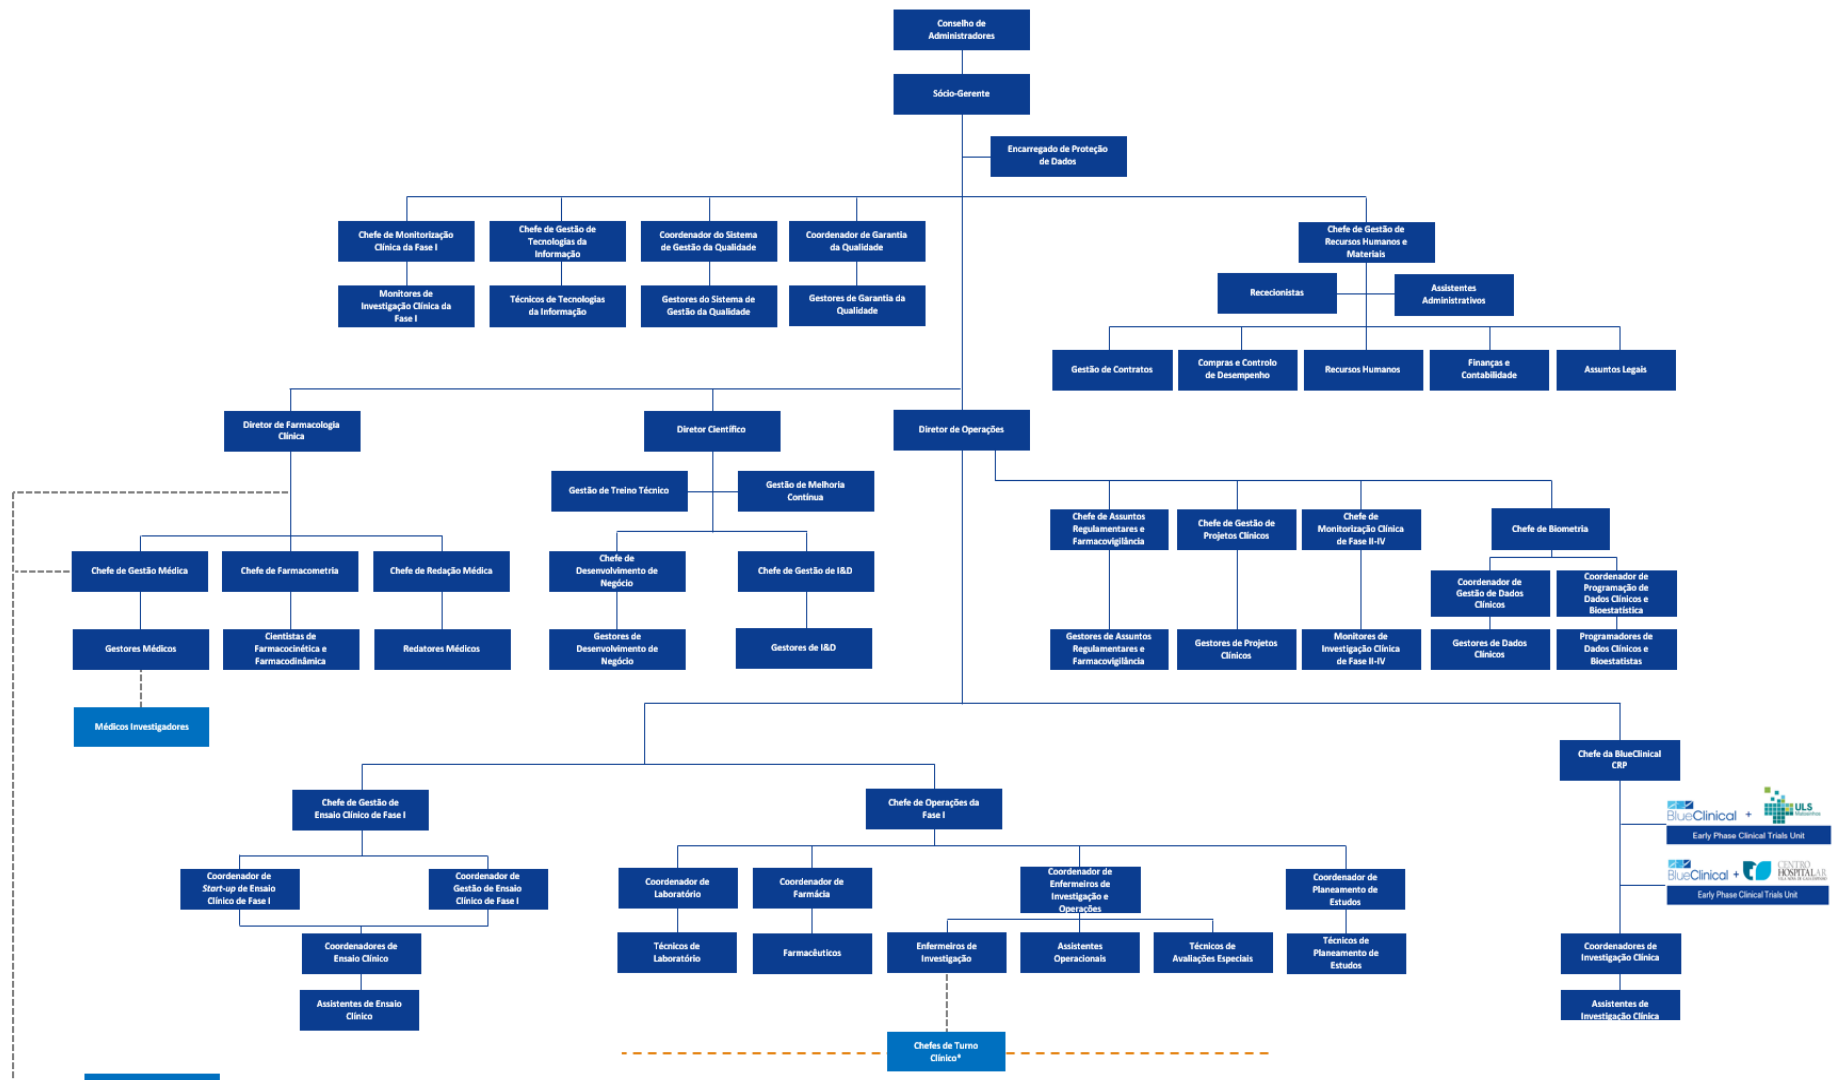 Conselho de
Administradores
Sócio-Gerente
Encarregado de Proteção
de Dados
Chefe de Monitorização
Clínica da Fase I
Chefe de Gestão de
Tecnologias da
Informação
Coordenador do Sistema
de Gestão da Qualidade
Coordenador de Garantia
da Qualidade
Chefe de Gestão de
Recursos Humanos e
Materiais
Monitores de
Investigação Clínica da
Fase I
Técnicos de Tecnologias
da Informação
Gestores do Sistema de
Gestão da Qualidade
Gestores de Garantia da
Qualidade
Rececionistas
Assistentes
Administrativos
Gestão de Contratos
Compras e Controlo
de Desempenho
Recursos Humanos
Finanças e
Contabilidade
Assuntos Legais
Diretor de Farmacologia
Clínica
Diretor Científico
Diretor de Operações
Gestão de Treino Técnico
Gestão de Melhoria
Contínua
Chefe de Assuntos
Regulamentares e
Farmacovigilância
Chefe de Gestão de
Projetos Clínicos
Chefe de
Monitorização Clínica
de Fase II-IV
Chefe de Biometria
Chefe de Gestão Médica
Chefe de Farmacometria
Chefe de Redação Médica
Chefe de
Desenvolvimento de
Negócio
Chefe de Gestão de I&D
Coordenador de
Gestão de Dados
Clínicos
Coordenador de
Programação de
Dados Clínicos e
Bioestatística
Gestores Médicos
Cientistas de
Farmacocinética e
Farmacodinâmica
Redatores Médicos
Gestores de
Desenvolvimento de
Negócio
Gestores de I&D
Gestores de Assuntos
Regulamentares e
Farmacovigilância
Gestores de Projetos
Clínicos
Monitores de
Investigação Clínica
de Fase II-IV
Gestores de Dados
Clínicos
Programadores de
Dados Clínicos e
Bioestatistas
Médicos Investigadores
Chefe da BlueClinical
CRP
Chefe de Gestão de
Ensaio Clínico de Fase I
Chefe de Operações da
Fase I
BlueClinical + ULS
Matosinhos
Early Phase Clinical Trials Unit
BlueClinical + CENTRO
HOSPITALAR
Early Phase Clinical Trials Unit
Coordenador de
Start-up de Ensaio
Clínico de Fase I
Coordenador de
Gestão de Ensaio
Clínico de Fase I
Coordenador de
Laboratório
Coordenador de
Farmácia
Coordenador de
Enfermeiros de
Investigação e
Operações
Coordenador de
Planeamento de
Estudos
Coordenadores de
Ensaio Clínico
Técnicos de
Laboratório
Farmacêuticos
Enfermeiros de
Investigação
Assistentes
Operacionais
Técnicos de
Avaliações Especiais
Técnicos de
Planeamento de
Estudos
Coordenadores de
Investigação Clínica
Assistentes de Ensaio
Clínico
Assistentes de
Investigação Clínica
Chefes de Turno
Clínico*